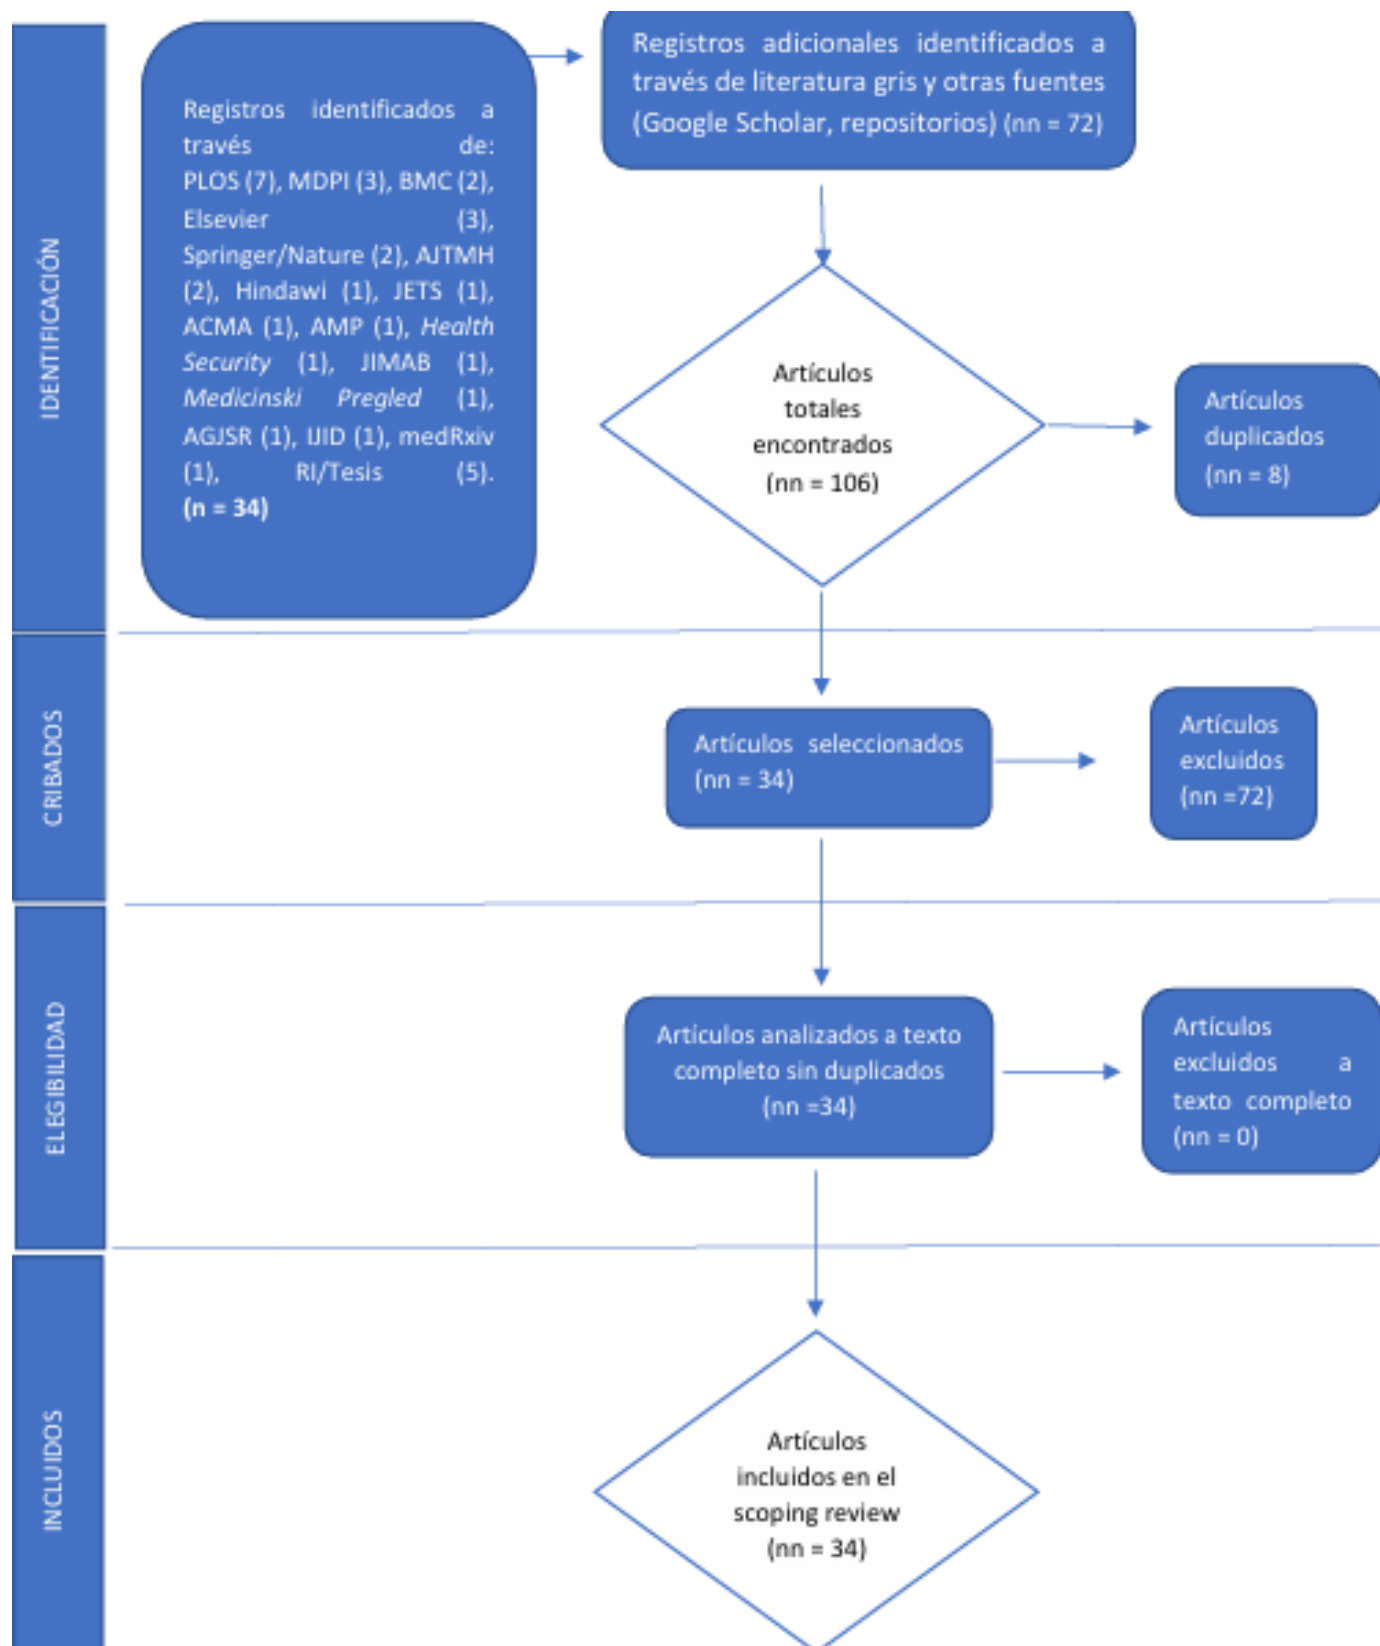 IDENTIFICACIÓN
Registros identificados a
través de:
PLOS (7), MDPI (3), BMC (2),
Elsevier (3),
Springer/Nature (2), AJTMH
(2), Hindawi (1), JETS (1),
ACMA (1), AMP (1), Health
Security (1), JIMAB (1),
Medicinski Pregled (1),
AGJSR (1), IJID (1), medRxiv
(1), RI/Tesis (5).
(n = 34)
Registros adicionales identificados a
través de literatura gris y otras fuentes
(Google Scholar, repositorios) (nn = 72)
Artículos
totales
encontrados
(nn = 106)
Artículos
duplicados
(nn = 8)
CRIBADOS
Artículos seleccionados
(nn = 34)
Artículos
excluidos
(nn =72)
ELEGIBILIDAD
Artículos analizados a texto
completo sin duplicados
(nn =34)
Artículos
excluidos a
texto completo
(nn = 0)
INCLUIDOS
Artículos
incluidos en el
scoping review
(nn = 34)